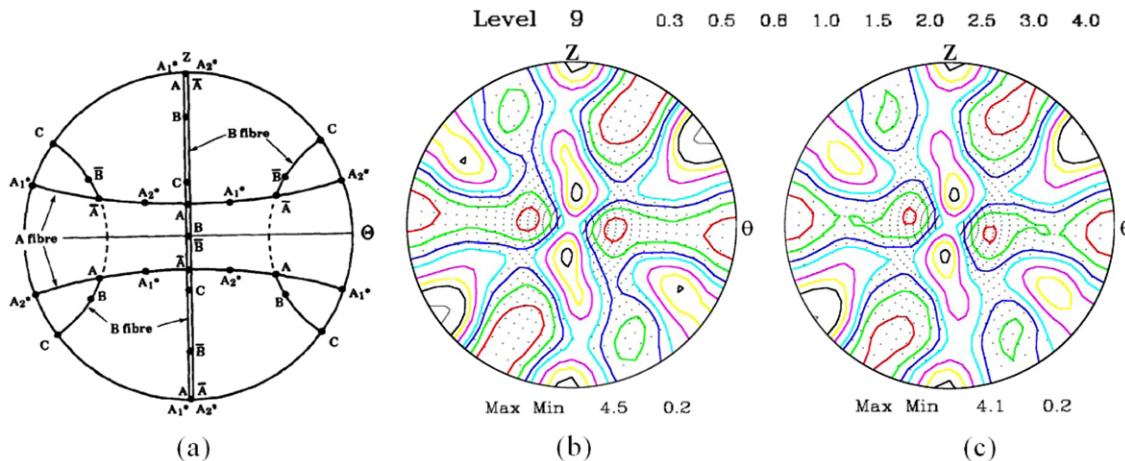 Level 9 0.3 0.5 0.8 1.0 1.5 2.0 2.5 3.0 4.0
Z
A₁* A₂*
A Ā
B
C C
B fibre
B̄ B̄
C
A₁* A₂* A₁* A₂*
Ā A Ā
A fibre
B Θ
B̄
A Ā A
A₁* A₂*
B C B
A₂* A₁*
B fibre
C C
B̄
A Ā
A₁* A₂*
(a)
Z
θ
Max Min 4.5 0.2
(b)
Z
θ
Max Min 4.1 0.2
(c)